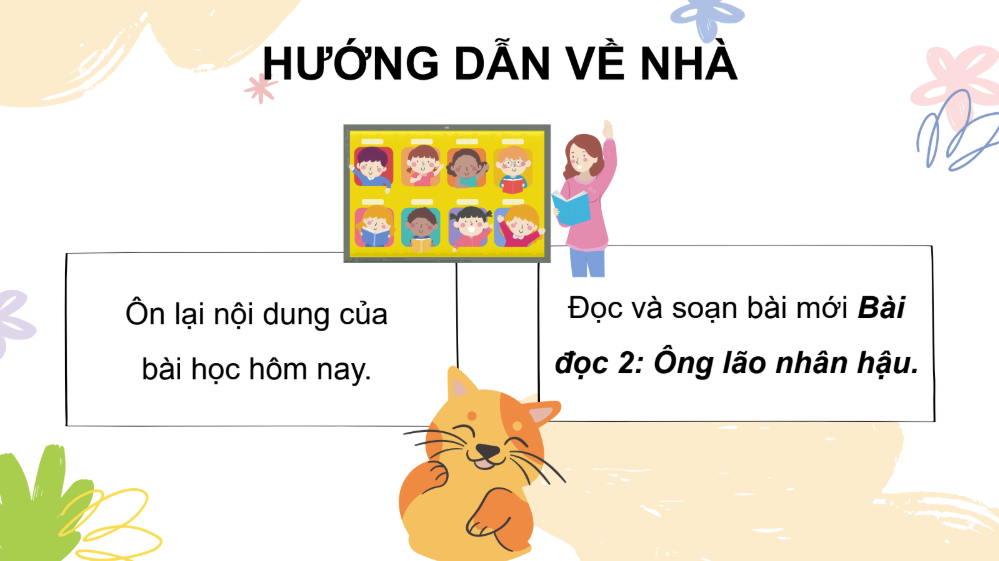 HƯỚNG DẪN VỀ NHÀ
Ôn lại nội dung của
bài học hôm nay.
Đọc và soạn bài mới Bài
đọc 2: Ông lão nhân hậu.